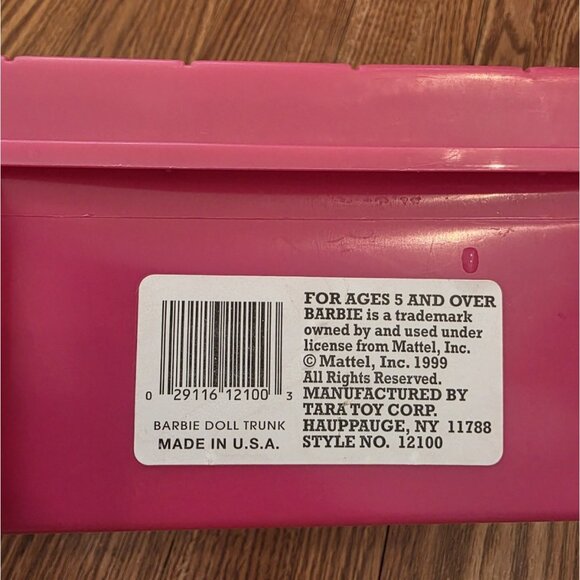 0 29116 12100 3
BARBIE DOLL TRUNK
MADE IN U.S.A.
FOR AGES 5 AND OVER
BARBIE is a trademark
owned by and used under
license from Mattel, Inc.
© Mattel, Inc. 1999
All Rights Reserved.
MANUFACTURED BY
TARA TOY CORP.
HAUPPAUGE, NY 11788
STYLE NO. 12100